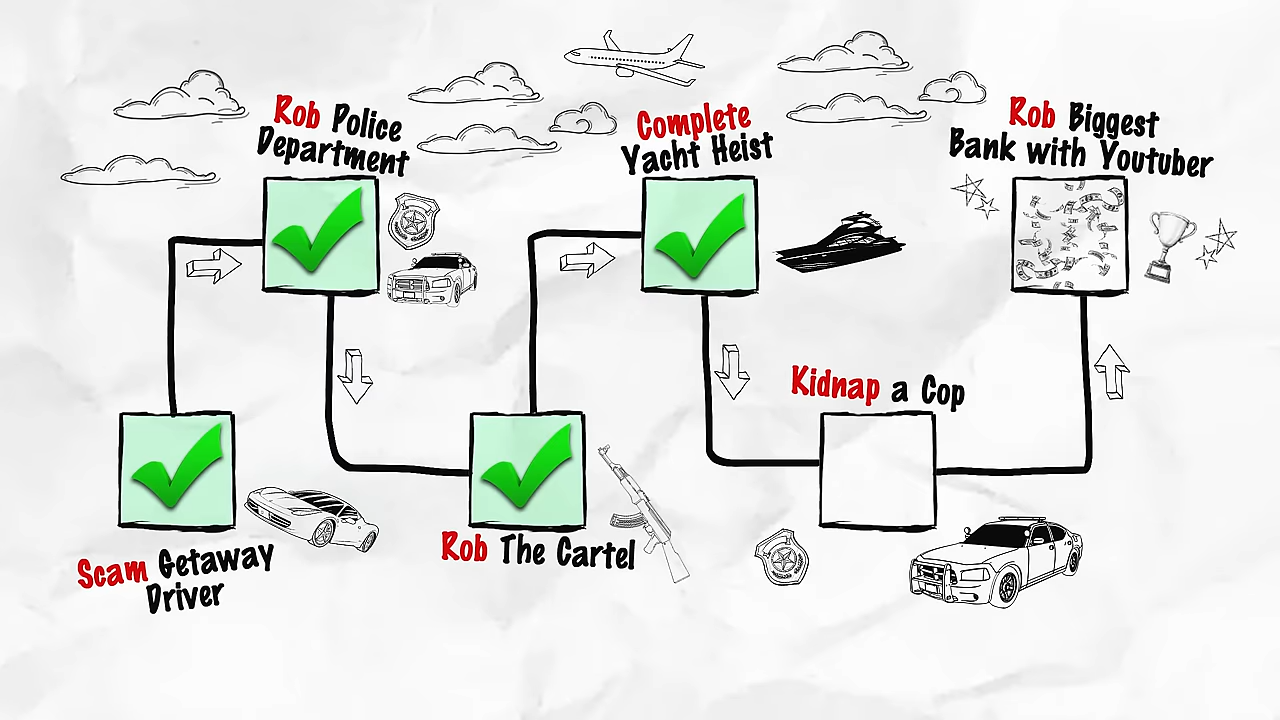 Rob Police
Department
Complete
Yacht Heist
Rob Biggest
Bank with Youtuber
Kidnap a Cop
Scam Getaway
Driver
Rob The Cartel